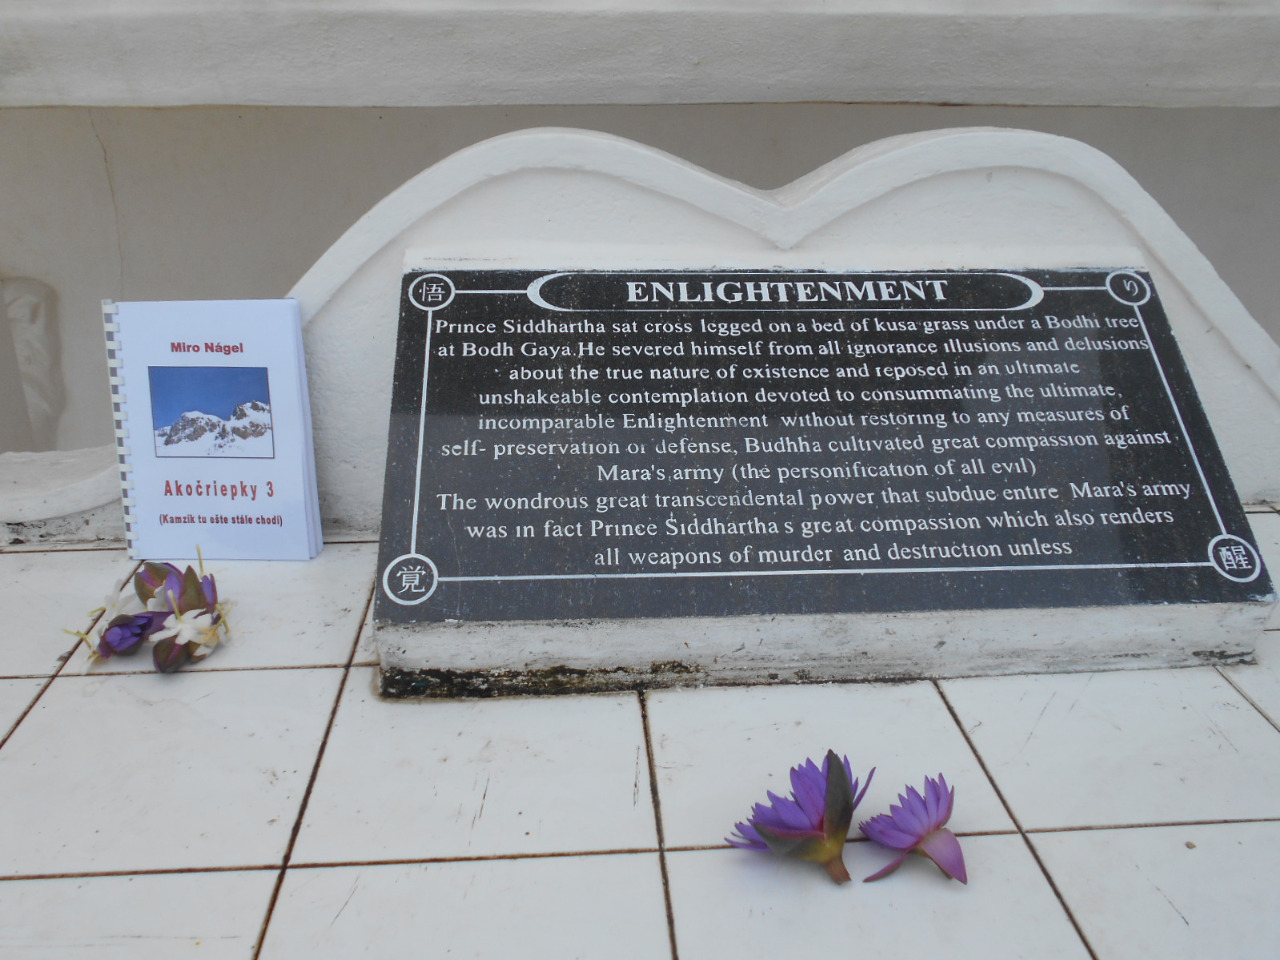 Miro Nágel
Akočriepky 3
(Kamzík tu ešte stále chodí)
悟
ENLIGHTENMENT
り
Prince Siddhartha sat cross legged on a bed of kusa grass under a Bodhi tree
at Bodh Gaya.He severed himself from all ignorance illusions and delusions
about the true nature of existence and reposed in an ultimate
unshakeable contemplation devoted to consummating the ultimate,
incomparable Enlightenment without restoring to any measures of
self- preservation or defense, Budhha cultivated great compassion against
Mara's army (the personification of all evil)
The wondrous great transcendental power that subdue entire Mara's army
was in fact Prince Siddhartha s great compassion which also renders
all weapons of murder and destruction unless
覚
醒